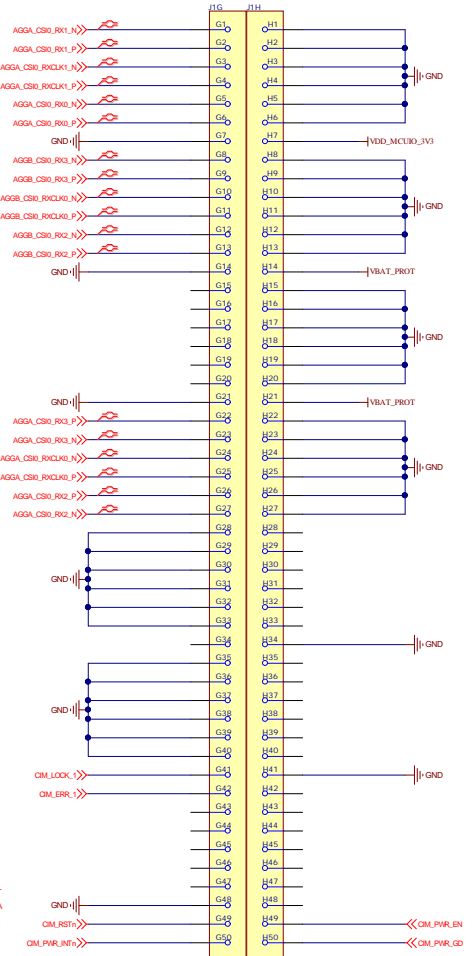 J1G J1H
AGGA_CSI0_RX1_N G1 H1
AGGA_CSI0_RX1_P G2 H2
AGGA_CSI0_RXCLK1_N G3 H3
GND
AGGA_CSI0_RXCLK1_P G4 H4
AGGA_CSI0_RX0_N G5 H5
AGGA_CSI0_RX0_P G6 H6
GND G7 H7 VDD_MCUIO_3V3
AGGB_CSI0_RX3_N G8 H8
AGGB_CSI0_RX3_P G9 H9
AGGB_CSI0_RXCLK0_N G10 H10
GND
AGGB_CSI0_RXCLK0_P G11 H11
AGGB_CSI0_RX2_N G12 H12
AGGB_CSI0_RX2_P G13 H13
GND G14 H14 VBAT_PROT
G15 H15
G16 H16
G17 H17
GND
G18 H18
G19 H19
G20 H20
GND G21 H21 VBAT_PROT
AGGA_CSI0_RX3_P G22 H22
AGGA_CSI0_RX3_N G23 H23
AGGA_CSI0_RXCLK0_N G24 H24
GND
AGGA_CSI0_RXCLK0_P G25 H25
AGGA_CSI0_RX2_P G26 H26
AGGA_CSI0_RX2_N G27 H27
G28 H28
G29 H29
G30 H30
GND
G31 H31
G32 H32
G33 H33
G34 H34 GND
G35 H35
G36 H36
G37 H37
GND
G38 H38
G39 H39
G40 H40
CIM_LOCK_1 G41 H41 GND
CIM_ERR_1 G42 H42
G43 H43
G44 H44
G45 H45
G46 H46
G47 H47
GND G48 H48
CIM_RSTn G49 H49 CIM_PWR_EN
CIM_PWR_INTn G50 H50 CIM_PWR_GD